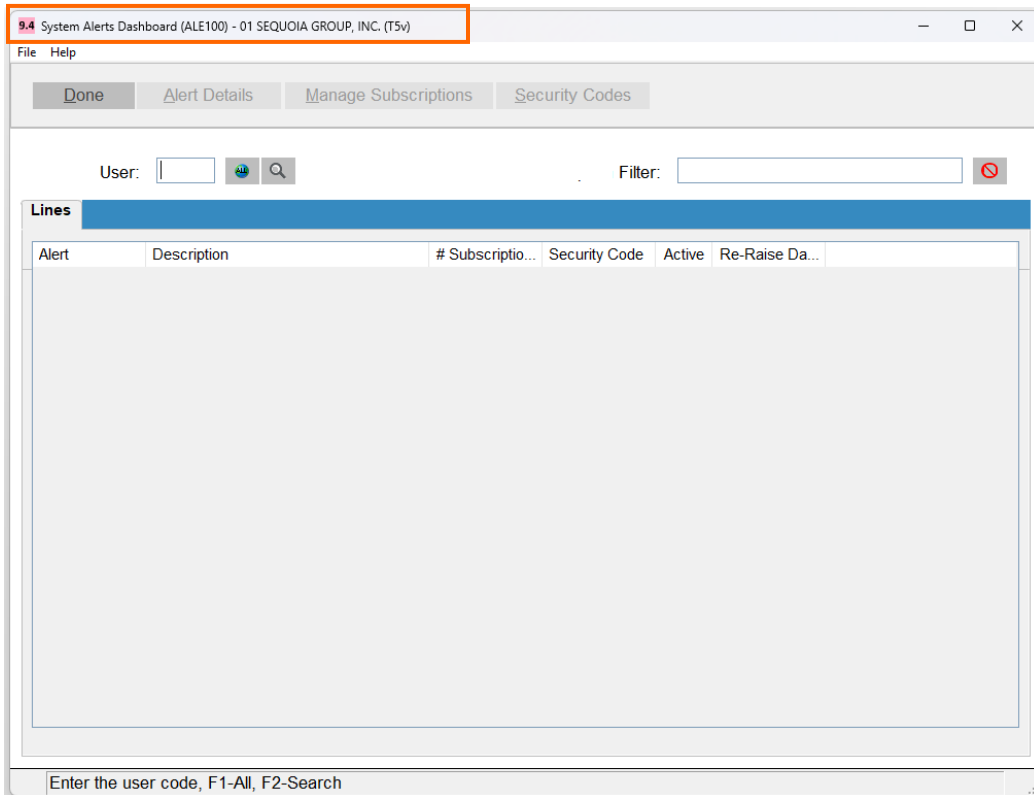 9.4 System Alerts Dashboard (ALE100) - 01 SEQUOIA GROUP, INC. (T5v)
File Help
Done Alert Details Manage Subscriptions Security Codes
User: ALL Filter:
Lines
Alert Description # Subscriptio... Security Code Active Re-Raise Da...
Enter the user code, F1-All, F2-Search